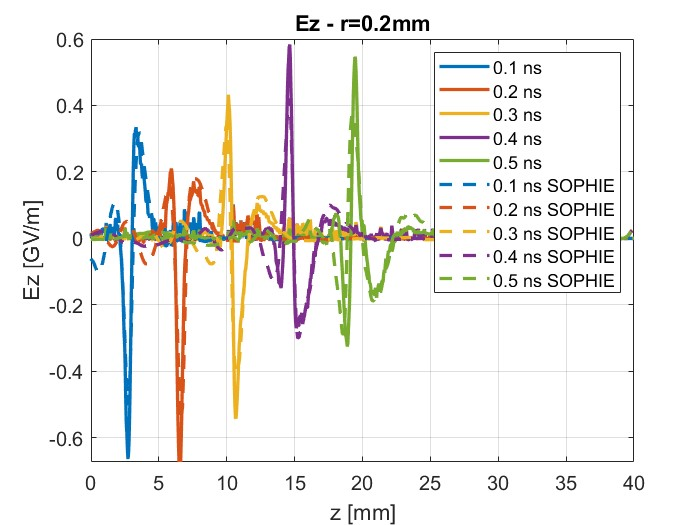 Ez - r=0.2mm
0.6
0.4
0.2
0
-0.2
-0.4
-0.6
Ez [GV/m]
0.1 ns
0.2 ns
0.3 ns
0.4 ns
0.5 ns
0.1 ns SOPHIE
0.2 ns SOPHIE
0.3 ns SOPHIE
0.4 ns SOPHIE
0.5 ns SOPHIE
0 5 10 15 20 25 30 35 40
z [mm]